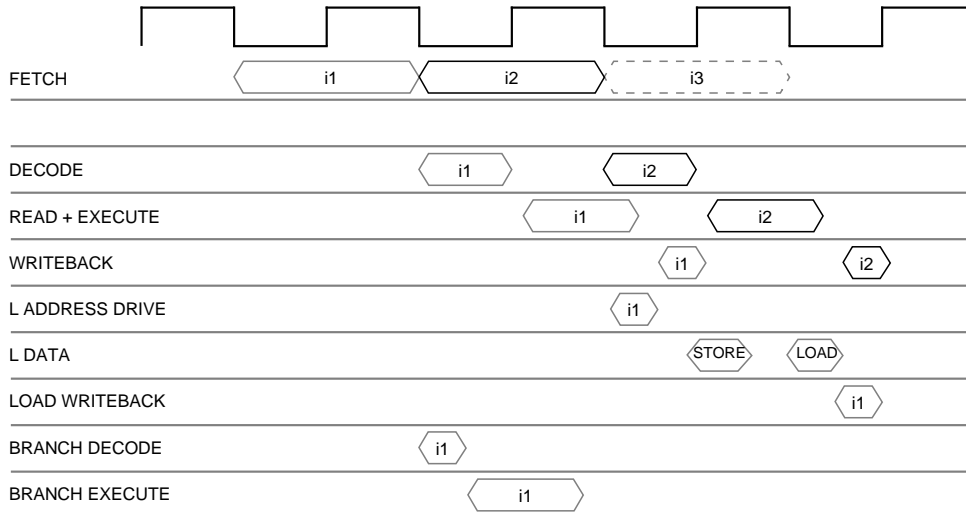 FETCH i1 i2 i3
DECODE i1 i2
READ + EXECUTE i1 i2
WRITEBACK i1 i2
L ADDRESS DRIVE i1
L DATA STORE LOAD
LOAD WRITEBACK i1
BRANCH DECODE i1
BRANCH EXECUTE i1